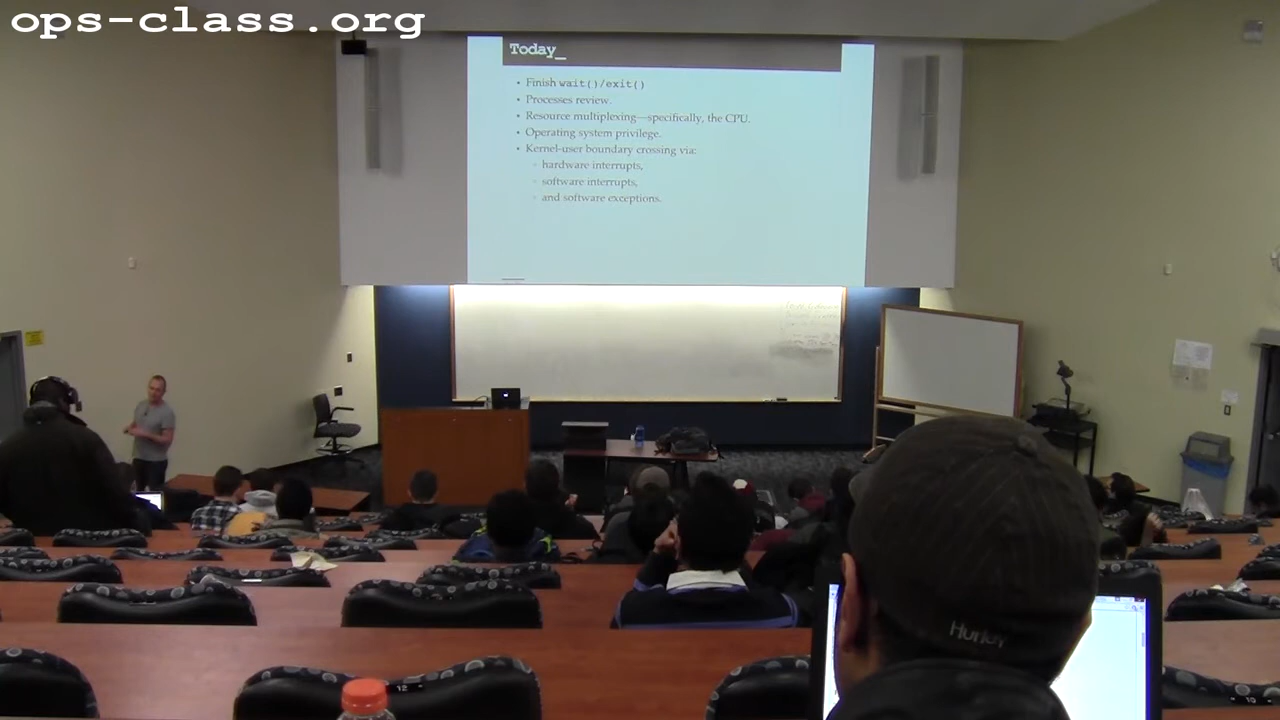 ops-class.org
Today_
• Finish wait()/exit()
• Processes review.
• Resource multiplexing—specifically, the CPU.
• Operating system privilege.
• Kernel-user boundary crossing via:
◦ hardware interrupts,
◦ software interrupts,
◦ and software exceptions.
Hurley
12